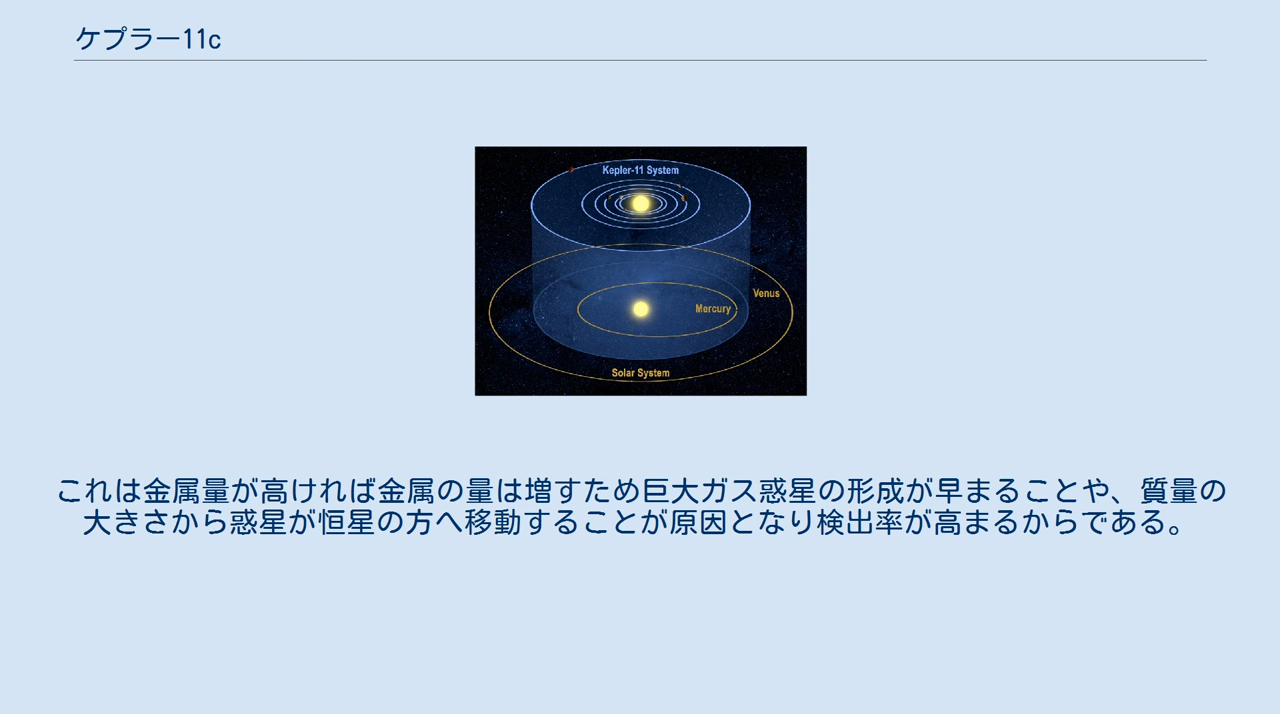 ケプラー11c
Kepler-11 System
Venus
Mercury
Solar System
これは金属量が高ければ金属の量は増すため巨大ガス惑星の形成が早まることや、質量の
大きさから惑星が恒星の方へ移動することが原因となり検出率が高まるからである。